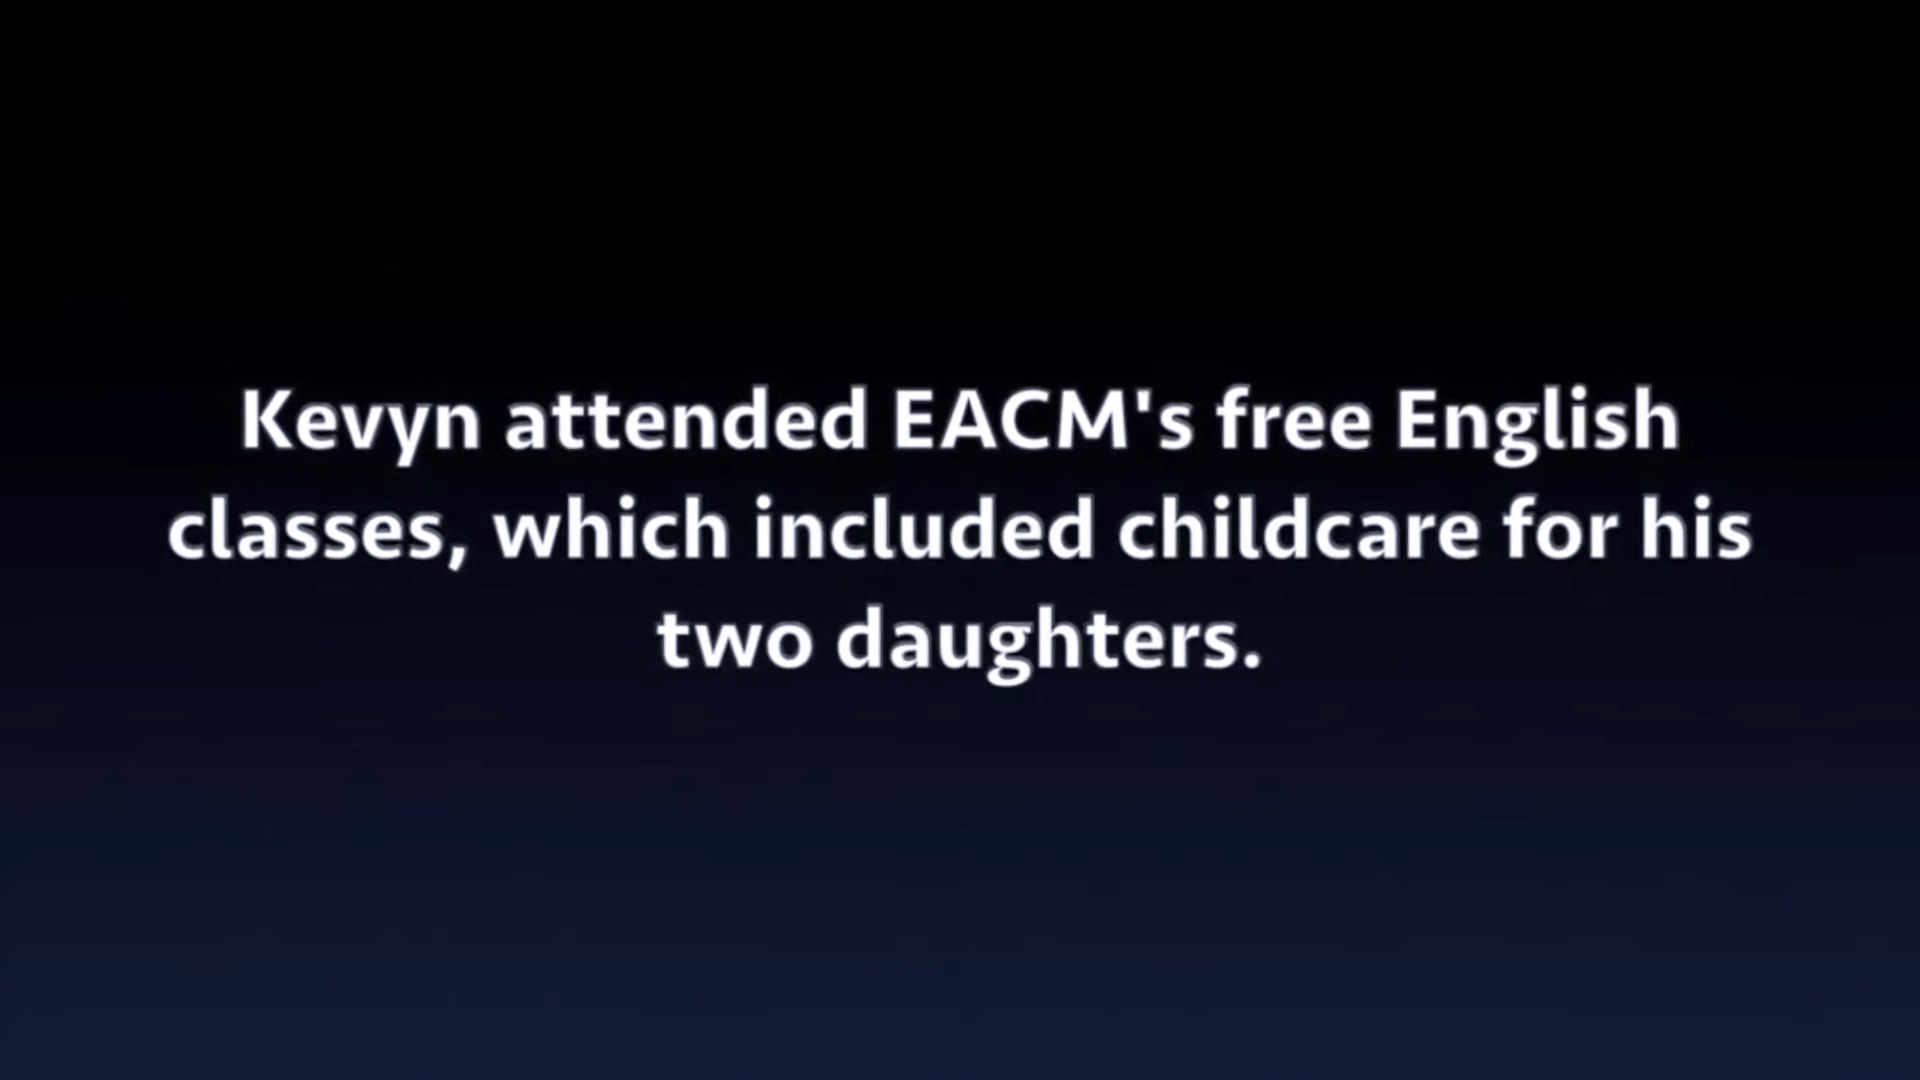 Kevyn attended EACM's free English
classes, which included childcare for his
two daughters.